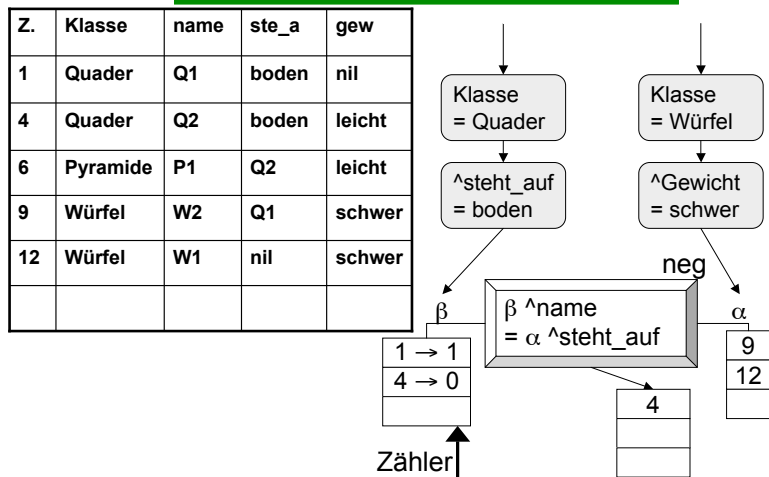 Z. Klasse name ste_a gew
1 Quader Q1 boden nil
4 Quader Q2 boden leicht
6 Pyramide P1 Q2 leicht
9 Würfel W2 Q1 schwer
12 Würfel W1 nil schwer
Klasse
= Quader
Klasse
= Würfel
^steht_auf
= boden
^Gewicht
= schwer
neg
β
β ^name
= α ^steht_auf
α
1 → 1
4 → 0
9
12
4
Zähler